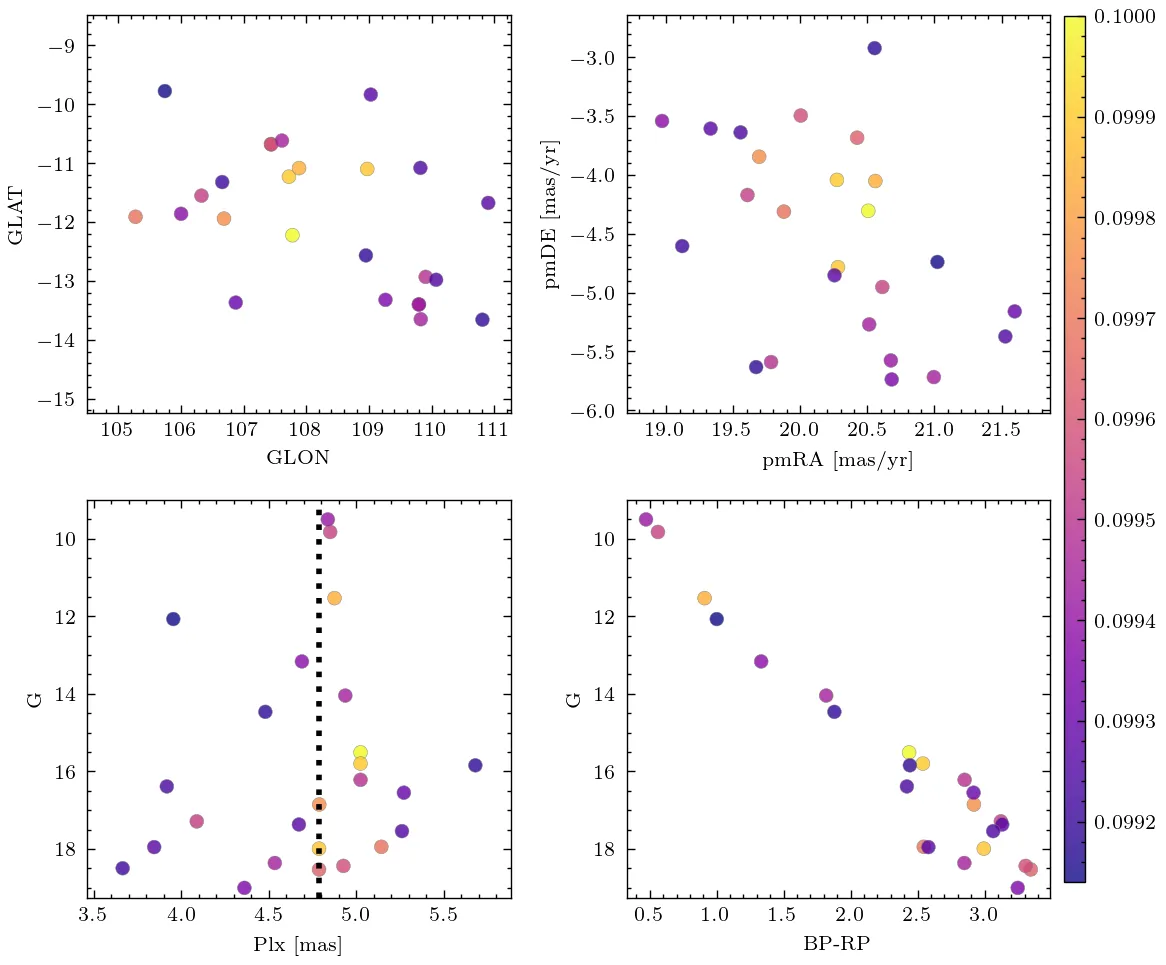 −9
−10
−11
−12
−13
−14
−15
GLAT
105 106 107 108 109 110 111
GLON
−3.0
−3.5
−4.0
−4.5
−5.0
−5.5
−6.0
pmDE [mas/yr]
19.0 19.5 20.0 20.5 21.0 21.5
pmRA [mas/yr]
10
12
14
16
18
G
3.5 4.0 4.5 5.0 5.5
Plx [mas]
10
12
14
16
18
G
0.5 1.0 1.5 2.0 2.5 3.0
BP-RP
0.1000
0.0999
0.0998
0.0997
0.0996
0.0995
0.0994
0.0993
0.0992